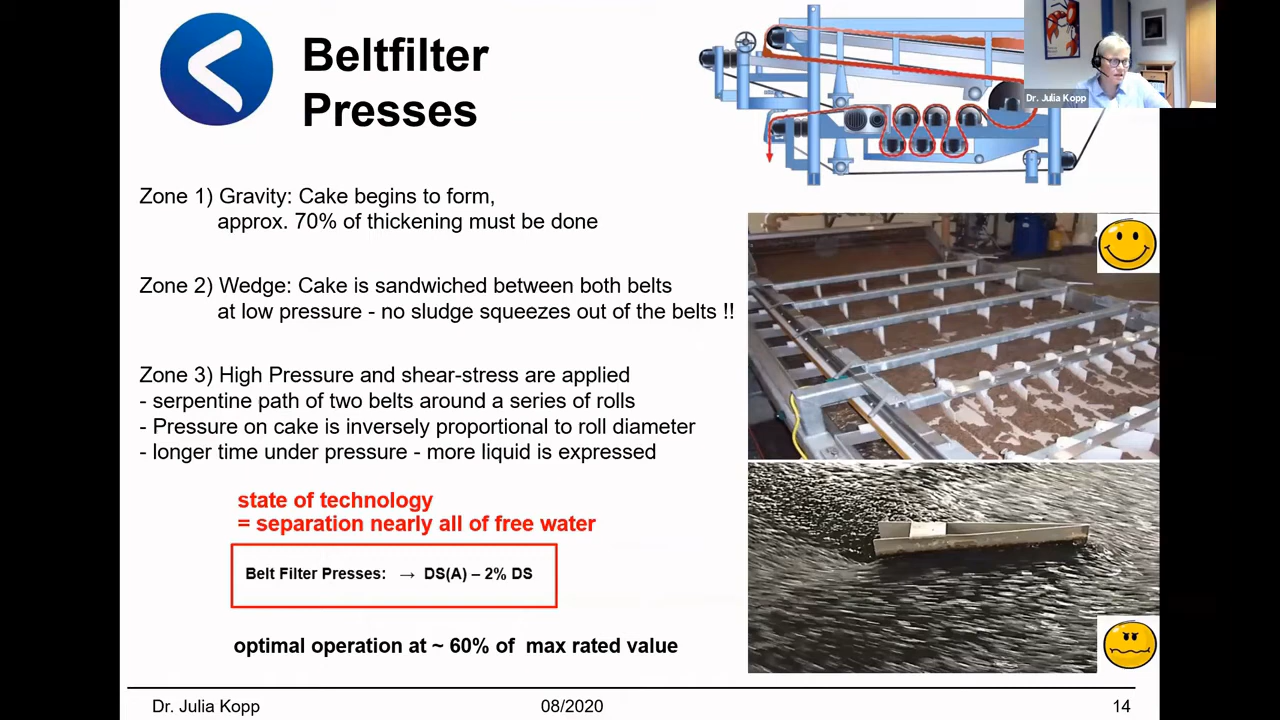 Beltfilter
Presses
Dr. Julia Kopp
Zone 1) Gravity: Cake begins to form,
approx. 70% of thickening must be done
Zone 2) Wedge: Cake is sandwiched between both belts
at low pressure - no sludge squeezes out of the belts !!
Zone 3) High Pressure and shear-stress are applied
- serpentine path of two belts around a series of rolls
- Pressure on cake is inversely proportional to roll diameter
- longer time under pressure - more liquid is expressed
state of technology
= separation nearly all of free water
Belt Filter Presses: → DS(A) – 2% DS
optimal operation at ~ 60% of max rated value
Dr. Julia Kopp 08/2020 14